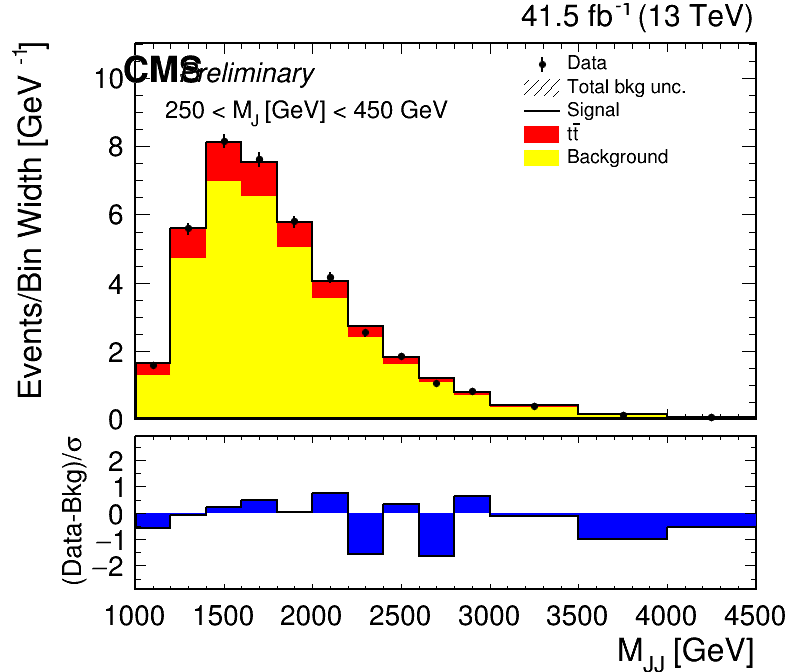 41.5 fb⁻¹ (13 TeV)
Events/Bin Width [GeV⁻¹]
10
8
6
4
2
0
CMS Preliminary
250 < M_J [GeV] < 450 GeV
Data
Total bkg unc.
Signal
tt̄
Background
(Data-Bkg)/σ
2
1
0
−1
−2
1000 1500 2000 2500 3000 3500 4000 4500
M_JJ [GeV]